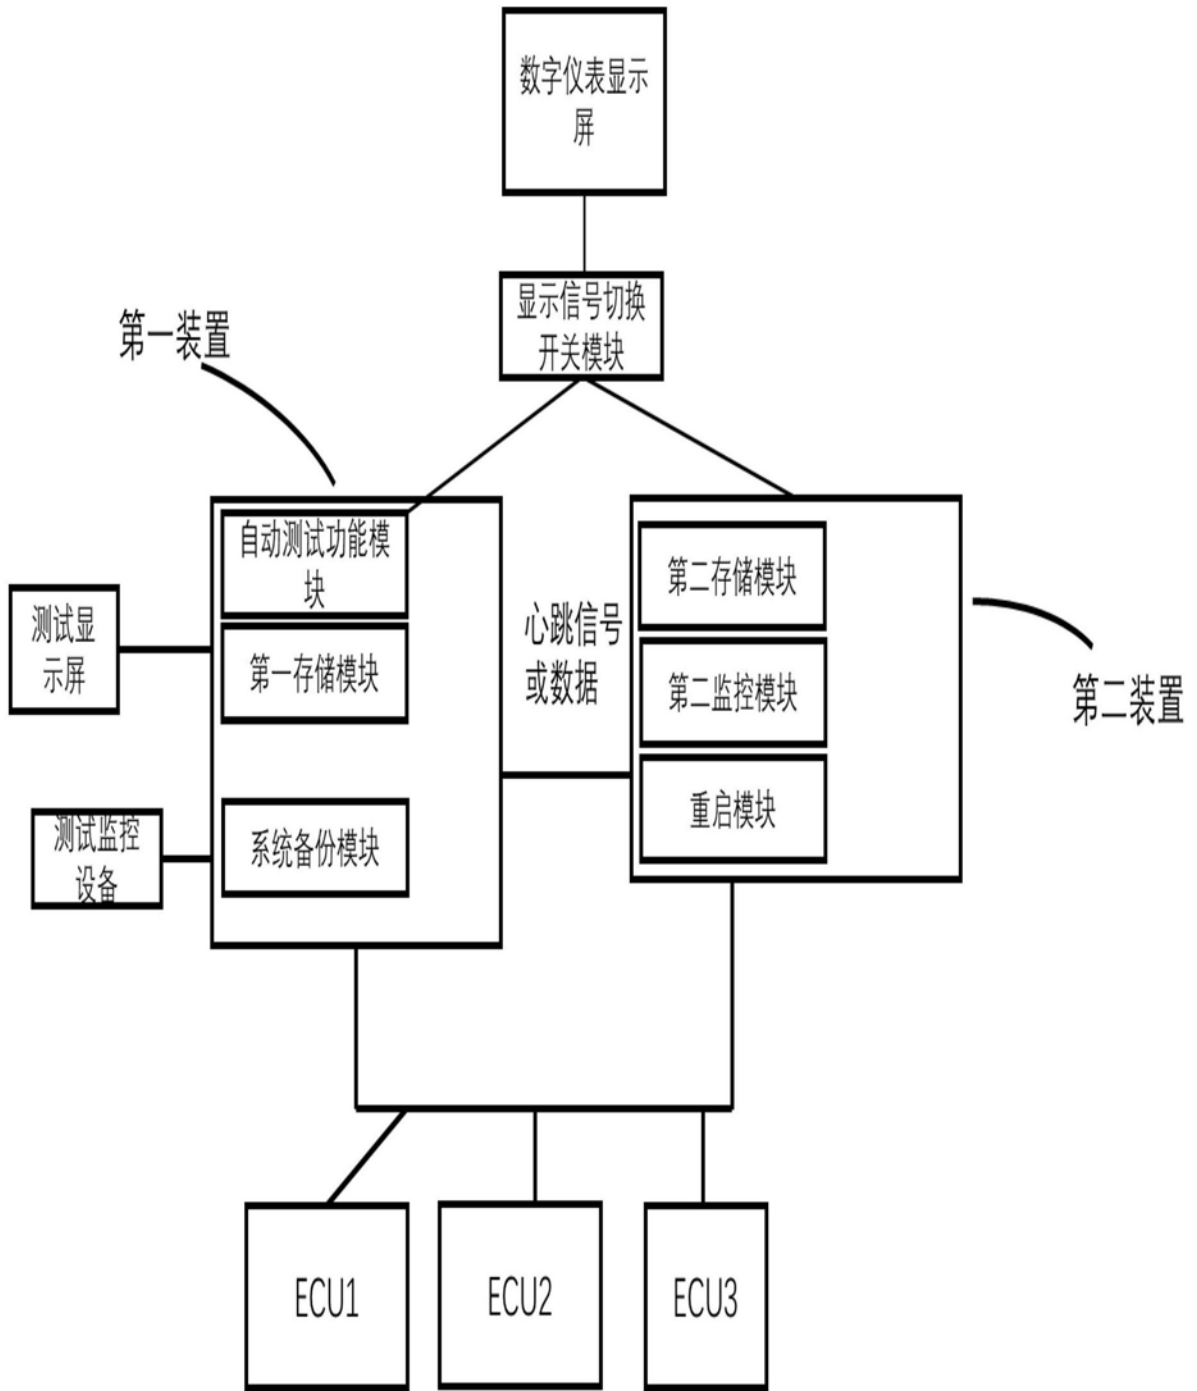 数字仪表显示
屏
显示信号切换
开关模块
第一装置
自动测试功能模
块
第一存储模块
系统备份模块
测试显
示屏
测试监控
设备
心跳信号
或数据
第二存储模块
第二监控模块
重启模块
第二装置
ECU1
ECU2
ECU3